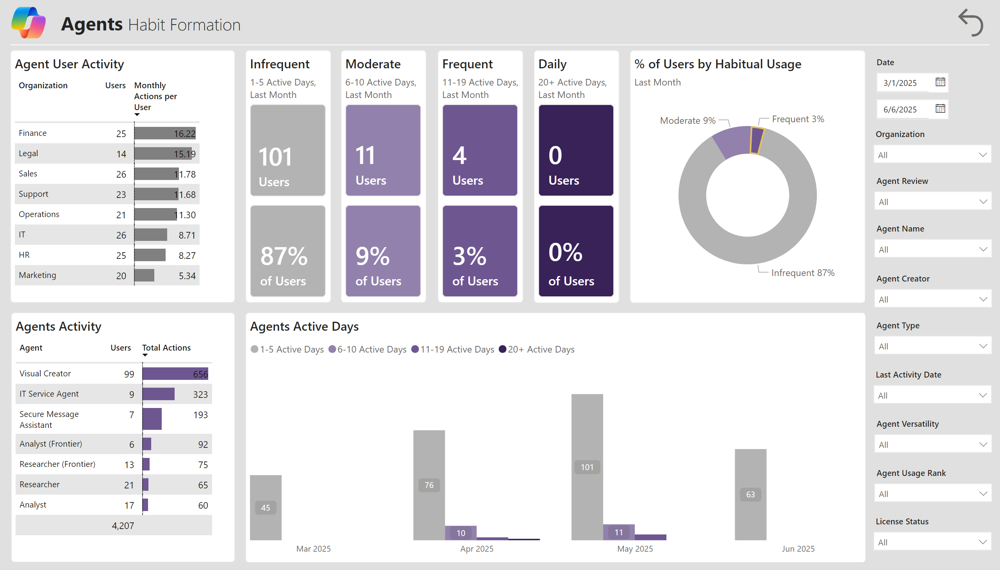 Agents Habit Formation
Agent User Activity
Organization Users Monthly
Actions per
User
Finance 25 16.22
Legal 14 15.19
Sales 26 11.78
Support 23 11.68
Operations 21 11.30
IT 26 8.71
HR 25 8.27
Marketing 20 5.34
Infrequent
1-5 Active Days,
Last Month
101
Users
87%
of Users
Moderate
6-10 Active Days,
Last Month
11
Users
9%
of Users
Frequent
11-19 Active Days,
Last Month
4
Users
3%
of Users
Daily
20+ Active Days,
Last Month
0
Users
0%
of Users
% of Users by Habitual Usage
Last Month
Moderate 9%
Frequent 3%
Infrequent 87%
Agents Activity
Agent Users Total Actions
Visual Creator 99 656
IT Service Agent 9 323
Secure Message 7 193
Assistant
Analyst (Frontier) 6 92
Researcher (Frontier) 13 75
Researcher 21 65
Analyst 17 60
4,207
Agents Active Days
1-5 Active Days 6-10 Active Days 11-19 Active Days 20+ Active Days
45
76
10
101
11
63
Mar 2025 Apr 2025 May 2025 Jun 2025
Date
3/1/2025
6/6/2025
Organization
All
Agent Review
All
Agent Name
All
Agent Creator
All
Agent Type
All
Last Activity Date
All
Agent Versatility
All
Agent Usage Rank
All
License Status
All